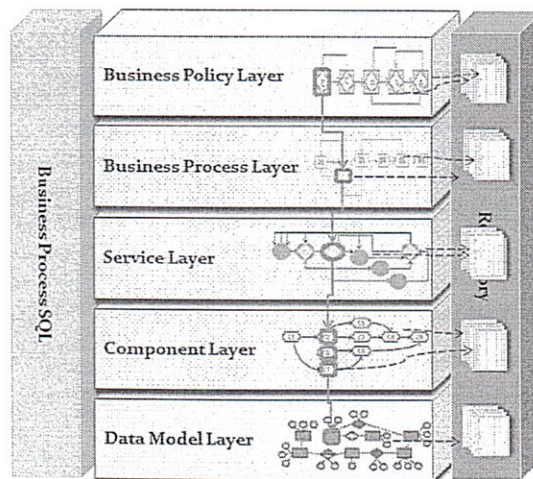 Business Process SQL
Business Policy Layer
Business Process Layer
Service Layer
Component Layer
Data Model Layer